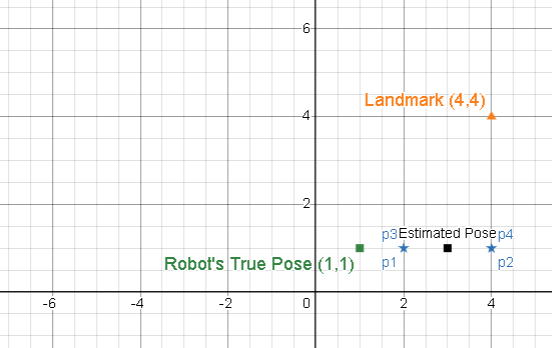 6
Landmark (4,4)
4
2
p3 Estimated Pose p4
Robot's True Pose (1,1) p1 p2
-6 -4 -2 0 2 4